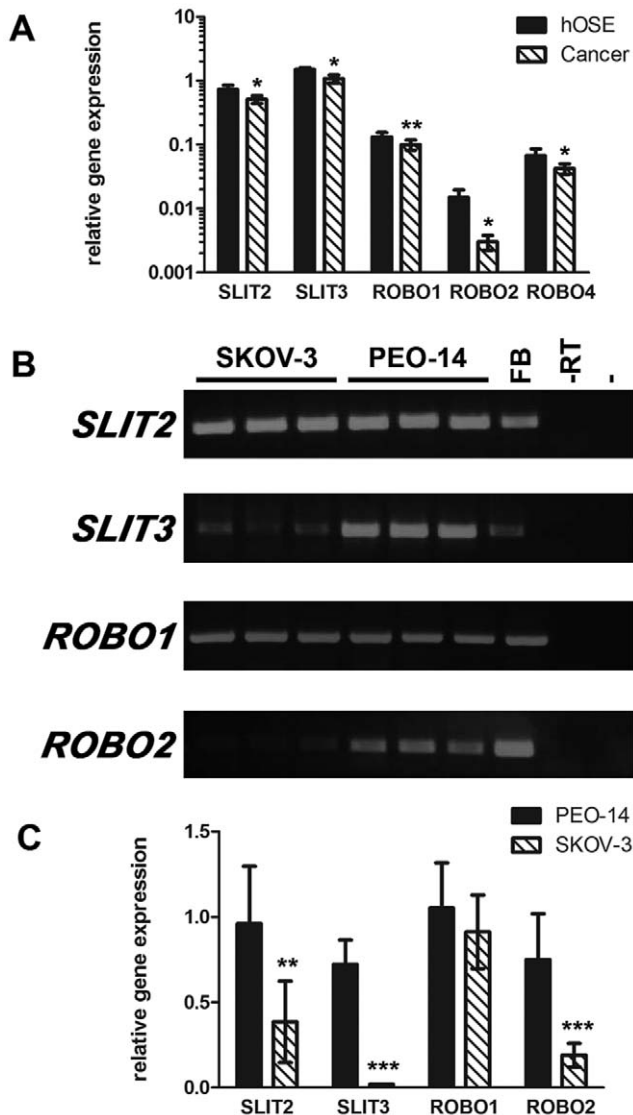 A
relative gene expression
10
1
0.1
0.01
0.001
hOSE
Cancer
* * ** * *
SLIT2 SLIT3 ROBO1 ROBO2 ROBO4
B
SKOV-3 PEO-14 FB -RT -
SLIT2
SLIT3
ROBO1
ROBO2
C
relative gene expression
1.5
1.0
0.5
0.0
PEO-14
SKOV-3
** *** ***
SLIT2 SLIT3 ROBO1 ROBO2